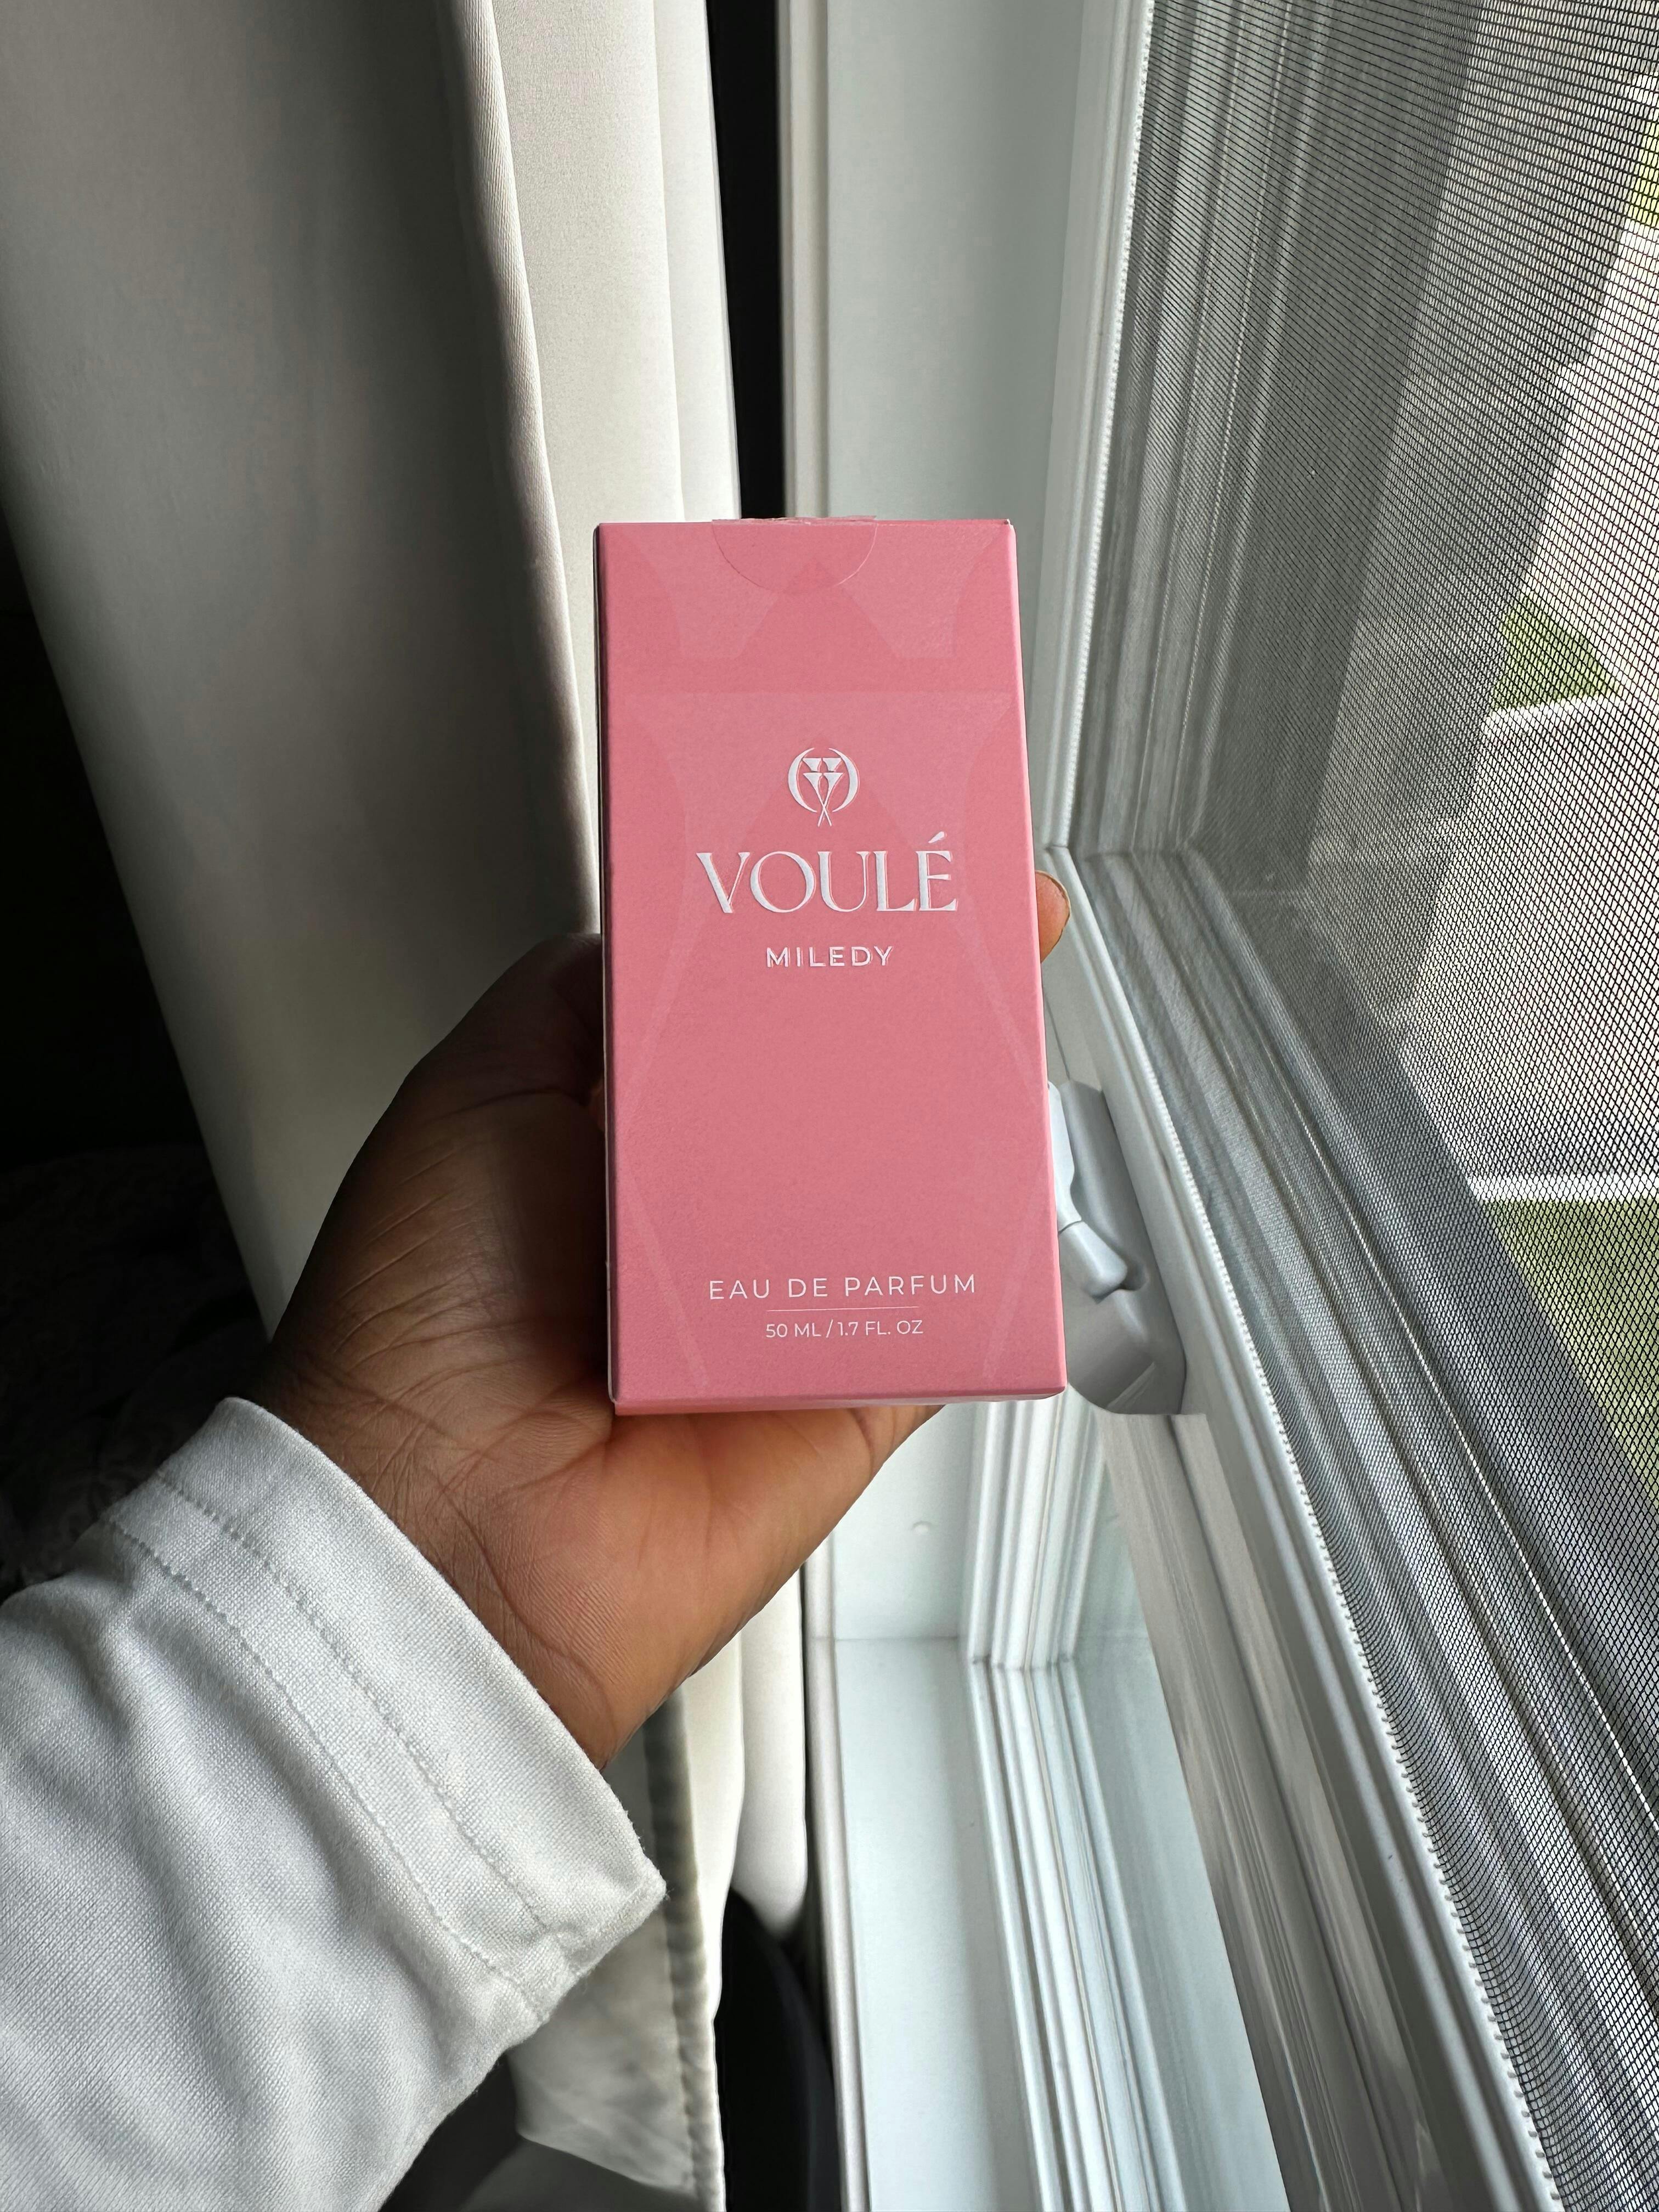 VOULÉ
MILEDY
EAU DE PARFUM
50 ML / 1.7 FL. OZ